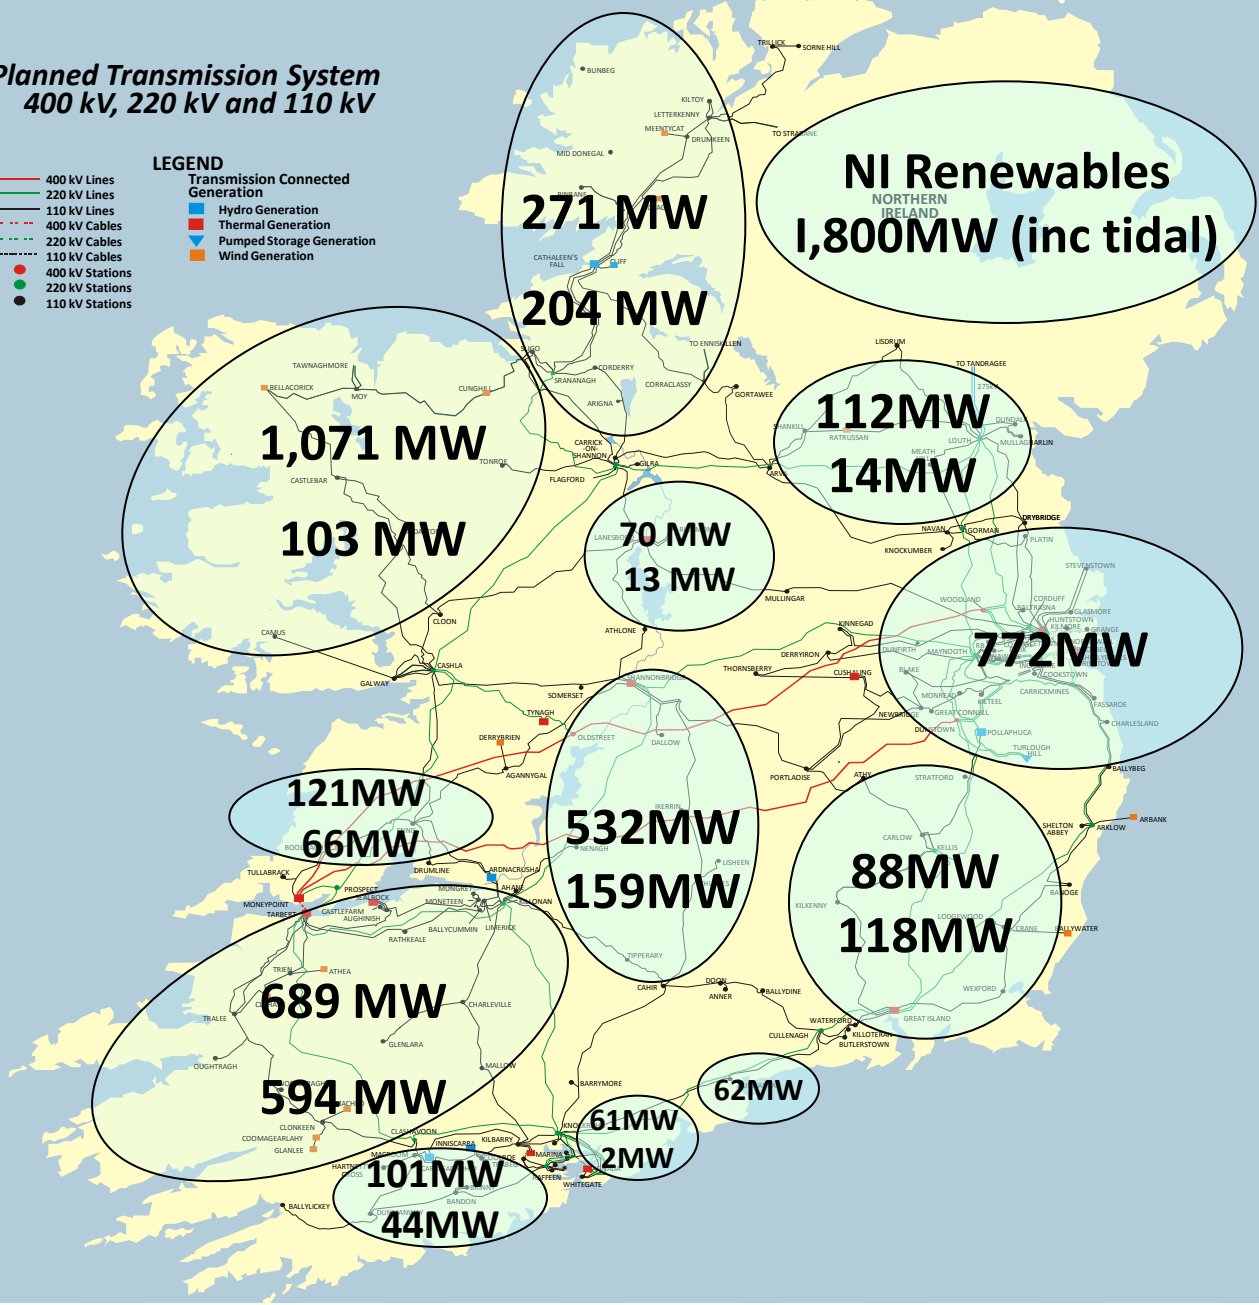 Planned Transmission System
400 kV, 220 kV and 110 kV
LEGEND
400 kV Lines
220 kV Lines
110 kV Lines
400 kV Cables
220 kV Cables
110 kV Cables
400 kV Stations
220 kV Stations
110 kV Stations
Transmission Connected
Generation
Hydro Generation
Thermal Generation
Pumped Storage Generation
Wind Generation
TRILLICK
SORNE HILL
BUNBEG
KILTOY
LETTERKENNY
MEENTYCAT
DRUMKEEN
TO STRABANE
MID DONEGAL
BINBANE
271 MW
CATHALEEN'S
FALL
CLIFF
204 MW
NI Renewables
NORTHERN
IRELAND
I,800MW (inc tidal)
TO ENNISKILLEN
SLIGO
CORDERRY
SRANANAGH
CORRACLASSY
ARIGNA
GORTAWEE
LISDRUM
TO TANDRAGEE
TAWNAGHMORE
BELLACORICK
MOY
CUNGHILL
1,071 MW
TONROE
CASTLEBAR
103 MW
CARRICK
-ON-
SHANNON
GILRA
FLAGFORD
ARVA
112MW
SHANKILL
RATRUSSAN
LOUTH
DUNDALK
MULLAGHARLIN
MEATH
14MW
NAVAN
GORMAN
DRYBRIDGE
PLATIN
KNOCKUMBER
LANESBORO
70 MW
13 MW
MULLINGAR
ATHLONE
CLOON
CAMUS
CASHLA
GALWAY
STEVENSTOWN
WOODLAND
CORDUFF
BALTRASNA
GLASMORE
HUNTSTOWN
KILMORE
GRANGE
772MW
KINNEGAD
DERRYIRON
DUNFIRTH
MAYNOOTH
THORNSBERRY
CUSHALING
BLAKE
COOKSTOWN
CARRICKMINES
MONREAD
KILTEEL
FASSAROE
NEWBRIDGE
GREAT CONNELL
CHARLESLAND
DUNSTOWN
POLLAPHUCA
TURLOUGH
HILL
BALLYBEG
SHANNONBRIDGE
SOMERSET
TYNAGH
DERRYBRIEN
OLDSTREET
DALLOW
AGANNYGAL
PORTLAOISE
ATHY
STRATFORD
121MW
66MW
ENNIS
DRUMLINE
IKERRIN
532MW
NENAGH
LISHEEN
159MW
TIPPERARY
CAHIR
DOON
ANNER
BALLYDINE
CARLOW
KELLIS
88MW
KILKENNY
LODGEWOOD
CRANE
118MW
WEXFORD
GREAT ISLAND
SHELTON
ABBEY
ARKLOW
ARBANK
BANOGE
BALLYWATER
TULLABRACK
MONEYPOINT
PROSPECT
TARBERT
CASTLEFARM
AUGHINISH
SEALROCK
MUNGRET
MONETEEN
ARDNACRUSHA
AHANE
KILLONAN
LIMERICK
BALLYCUMMIN
RATHKEALE
TRIEN
ATHEA
689 MW
CHARLEVILLE
TRALEE
GLENLARA
OUGHTRAGH
MALLOW
594 MW
CLONKEEN
COOMAGEARLAHY
GLANLEE
CLASHAVOON
BARRYMORE
WATERFORD
CULLENAGH
KILLOTERAN
BUTLERSTOWN
62MW
61MW
2MW
INNISCARRA
KILBARRY
MACROOM
MARINA
RAFFEEN
WHITEGATE
101MW
BANDON
DUNMANWAY
44MW
BALLYLICKEY